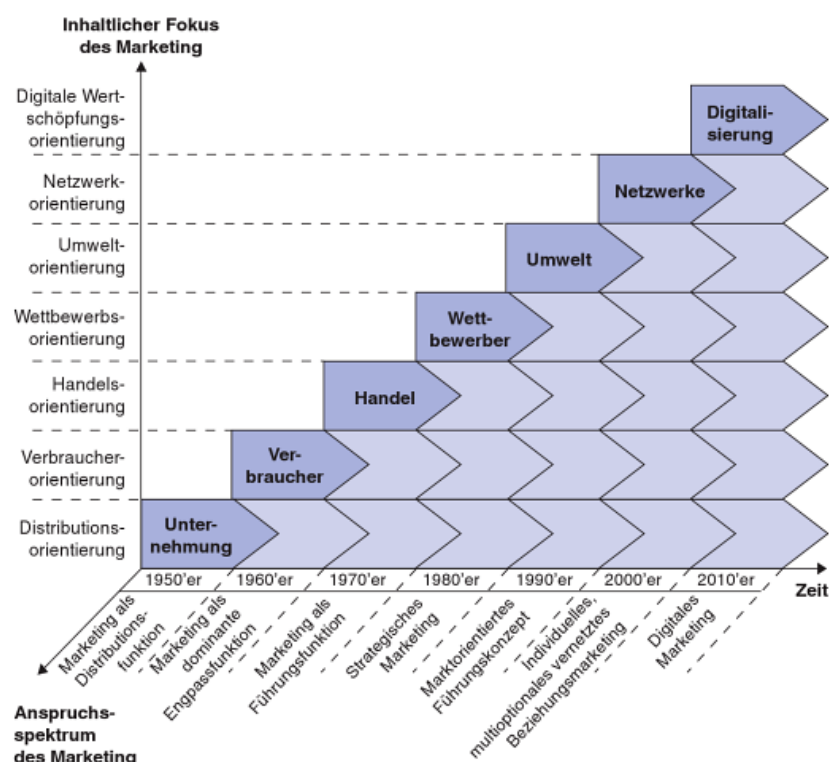 Inhaltlicher Fokus
des Marketing
Digitale Wert-
schöpfungs-
orientierung
Digitali-
sierung
Netzwerk-
orientierung
Netzwerke
Umwelt-
orientierung
Umwelt
Wettbewerbs-
orientierung
Wett-
bewerber
Handels-
orientierung
Handel
Verbraucher-
orientierung
Ver-
braucher
Distributions-
orientierung
Unter-
nehmung
1950'er
1960'er
1970'er
1980'er
1990'er
2000'er
2010'er
Zeit
Marketing als
Distributions-
funktion
Marketing als
dominante
Engpassfunktion
Marketing als
Führungsfunktion
Strategisches
Marketing
Marktorientiertes
Führungskonzept
Individuelles,
multioptionales vernetztes
Beziehungsmarketing
Digitales
Marketing
Anspruchs-
spektrum
des Marketing